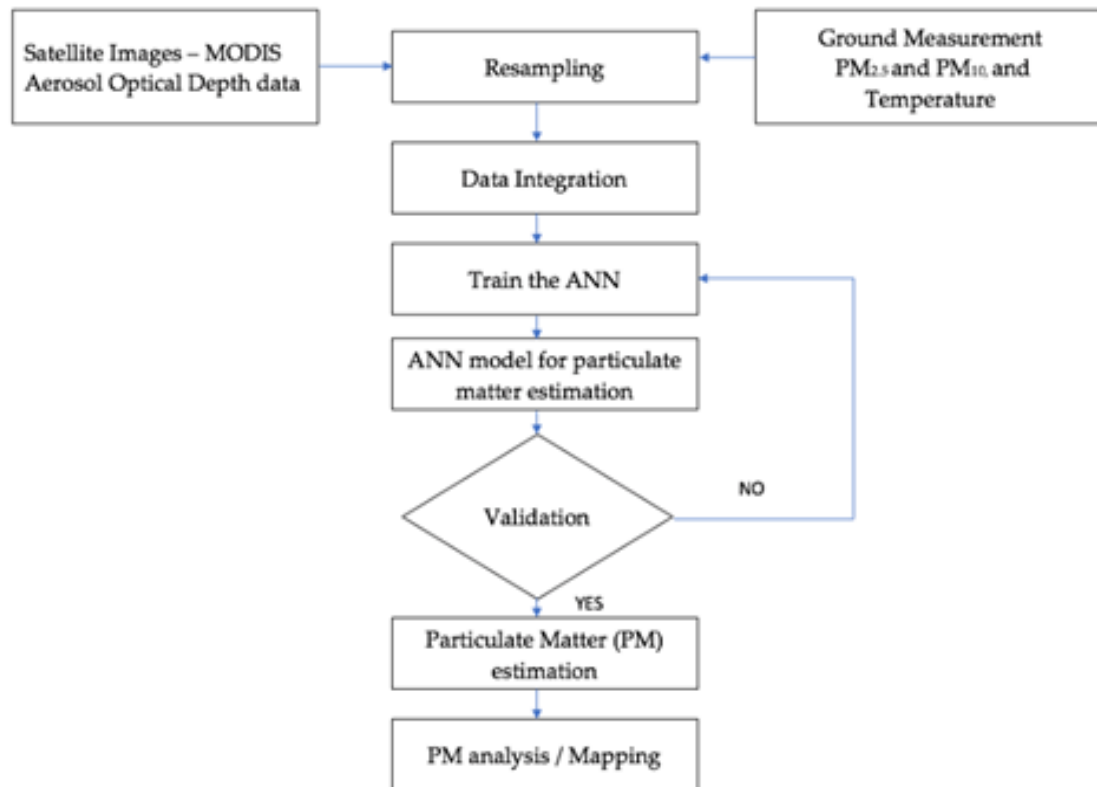 Satellite Images – MODIS
Aerosol Optical Depth data
Resampling
Ground Measurement
PM2.5 and PM10, and
Temperature
Data Integration
Train the ANN
ANN model for particulate
matter estimation
Validation
NO
YES
Particulate Matter (PM)
estimation
PM analysis / Mapping